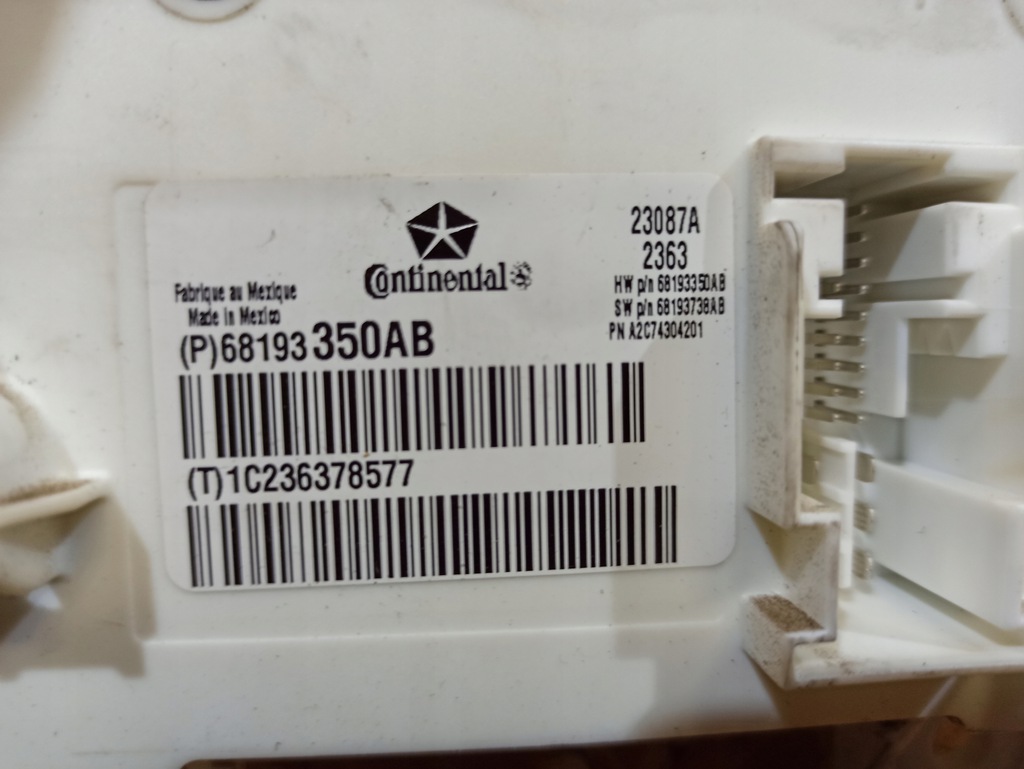 Continental
Fabrique au Mexique
Made in Mexico
(P)68193350AB
23087A
2363
HW p/n 68193350AB
SW p/n 68193738AB
PN A2C74304201
(T)1C236378577